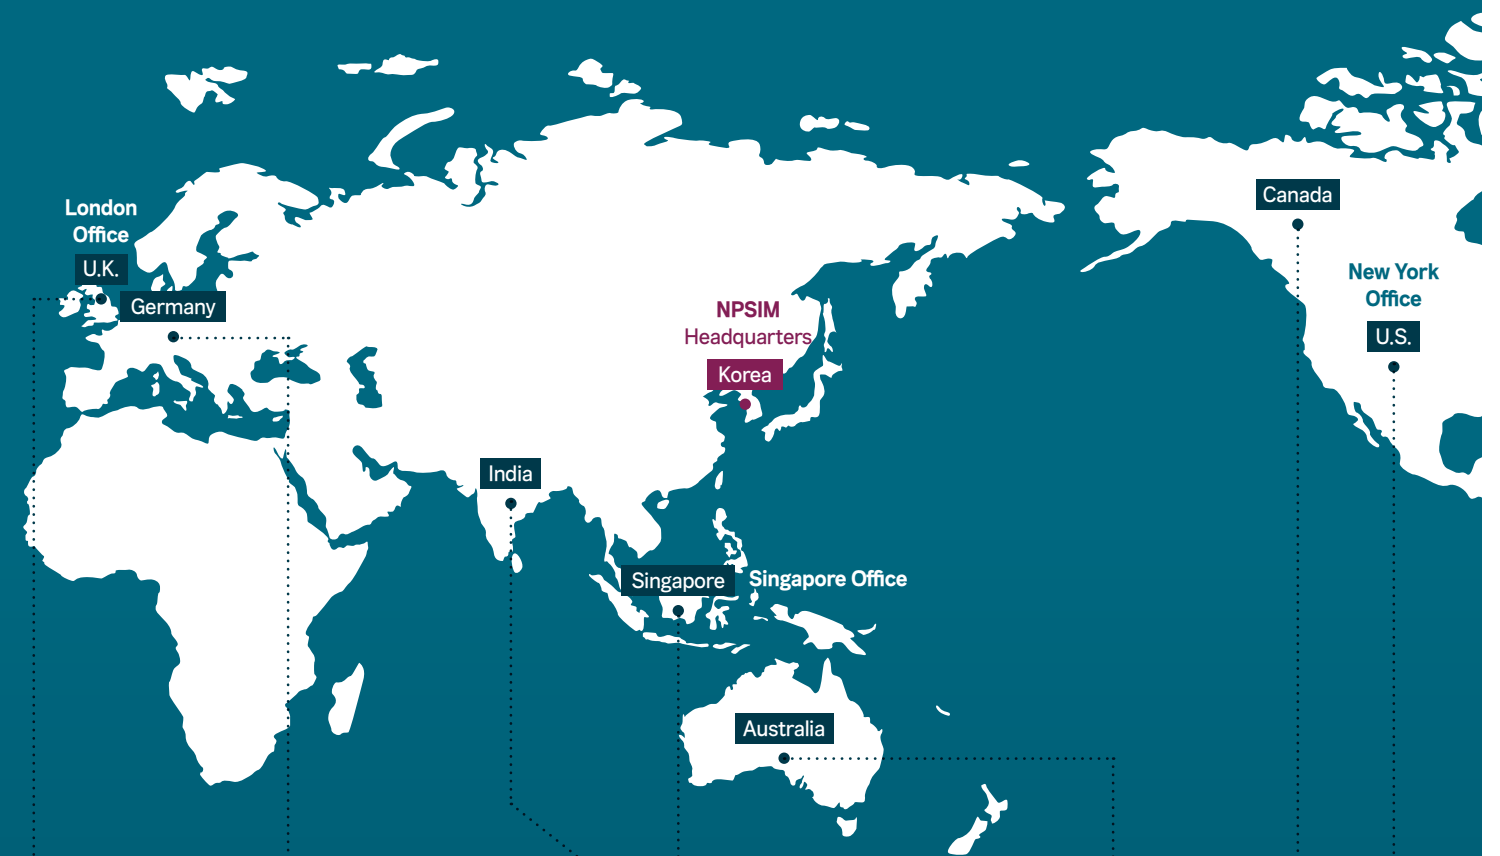 Canada
London
Office
U.K.
Germany
New York
Office
U.S.
NPSIM
Headquarters
Korea
India
Singapore
Singapore Office
Australia